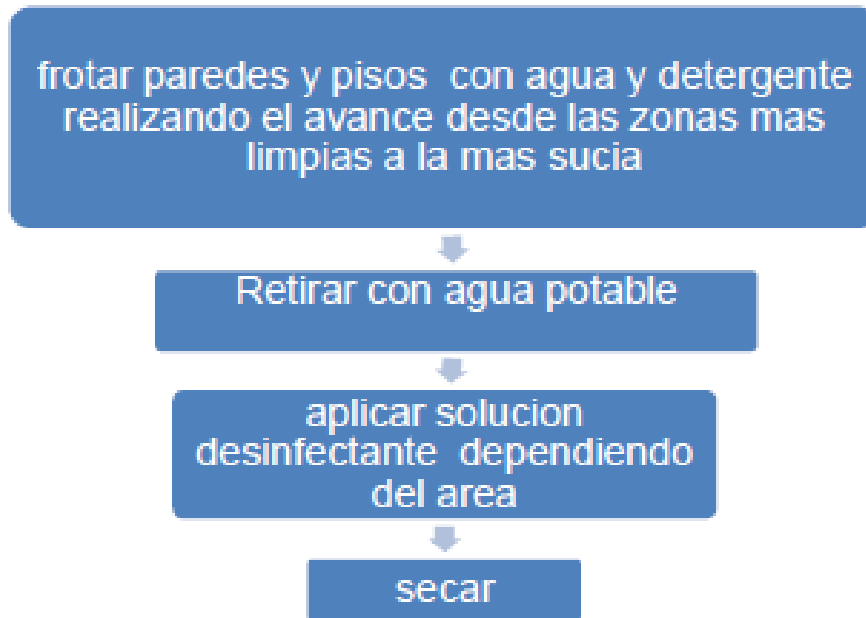 frotar paredes y pisos con agua y detergente
realizando el avance desde las zonas mas
limpias a la mas sucia
Retirar con agua potable
aplicar solucion
desinfectante dependiendo
del area
secar